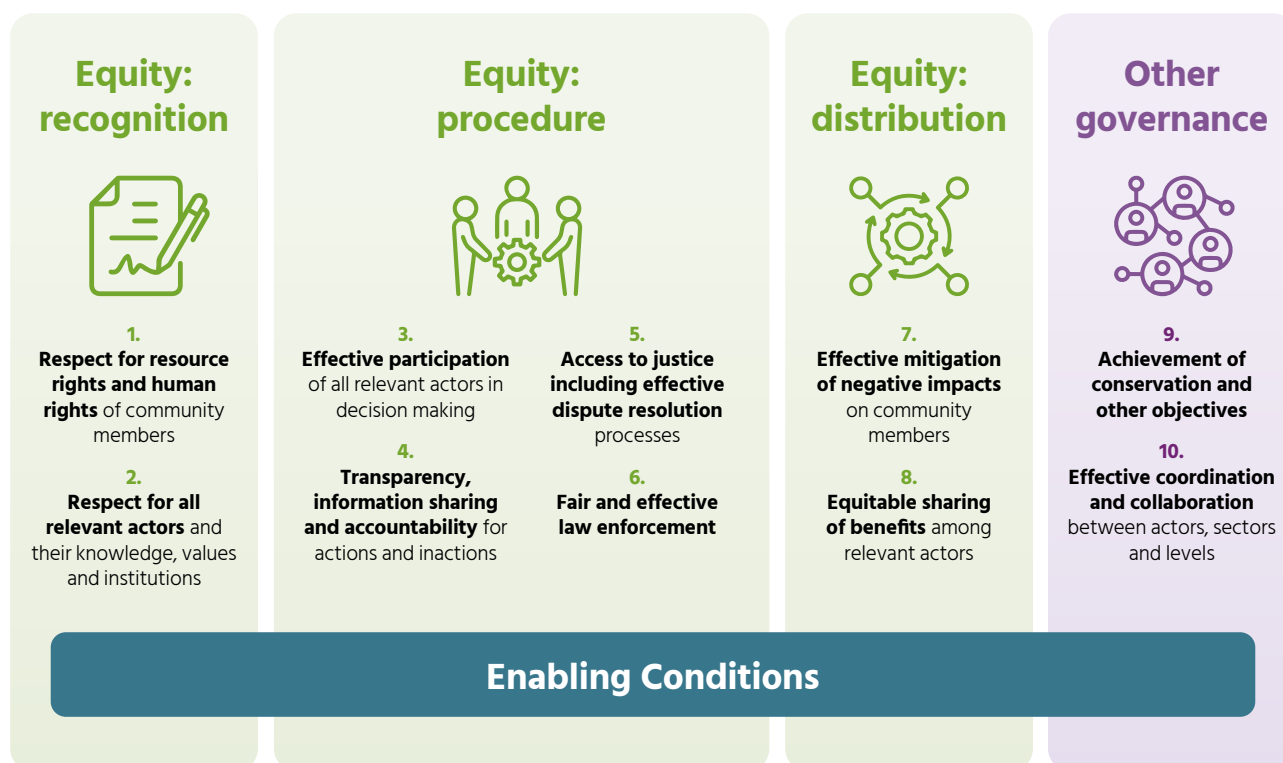 Equity:
recognition
1.
Respect for resource
rights and human
rights of community
members
2.
Respect for all
relevant actors and
their knowledge, values
and institutions
Equity:
procedure
3.
Effective participation
of all relevant actors in
decision making
4.
Transparency,
information sharing
and accountability for
actions and inactions
5.
Access to justice
including effective
dispute resolution
processes
6.
Fair and effective
law enforcement
Equity:
distribution
7.
Effective mitigation
of negative impacts
on community
members
8.
Equitable sharing
of benefits among
relevant actors
Other
governance
9.
Achievement of
conservation and
other objectives
10.
Effective coordination
and collaboration
between actors, sectors
and levels
Enabling Conditions